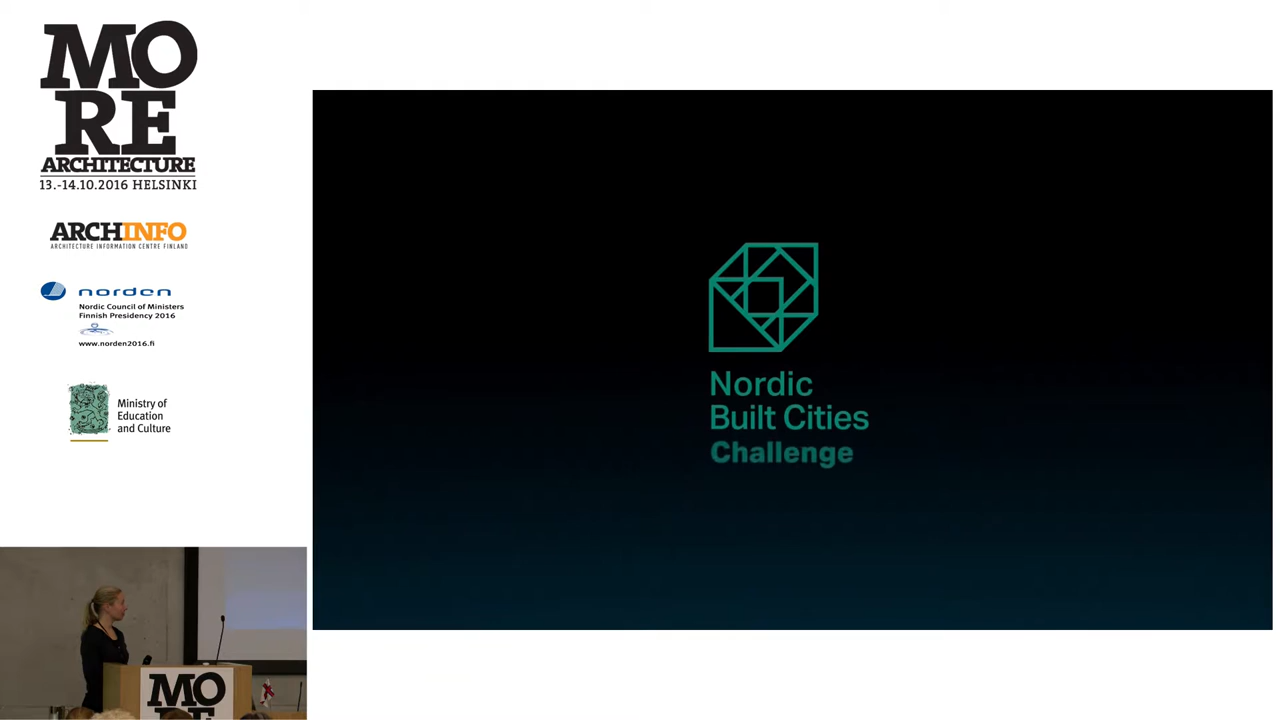 MO
RE
ARCHITECTURE
13.-14.10.2016 HELSINKI
ARCHINFO
ARCHITECTURE INFORMATION CENTRE FINLAND
norden
Nordic Council of Ministers
Finnish Presidency 2016
www.norden2016.fi
Ministry of
Education
and Culture
Nordic
Built Cities
Challenge
MO
RE